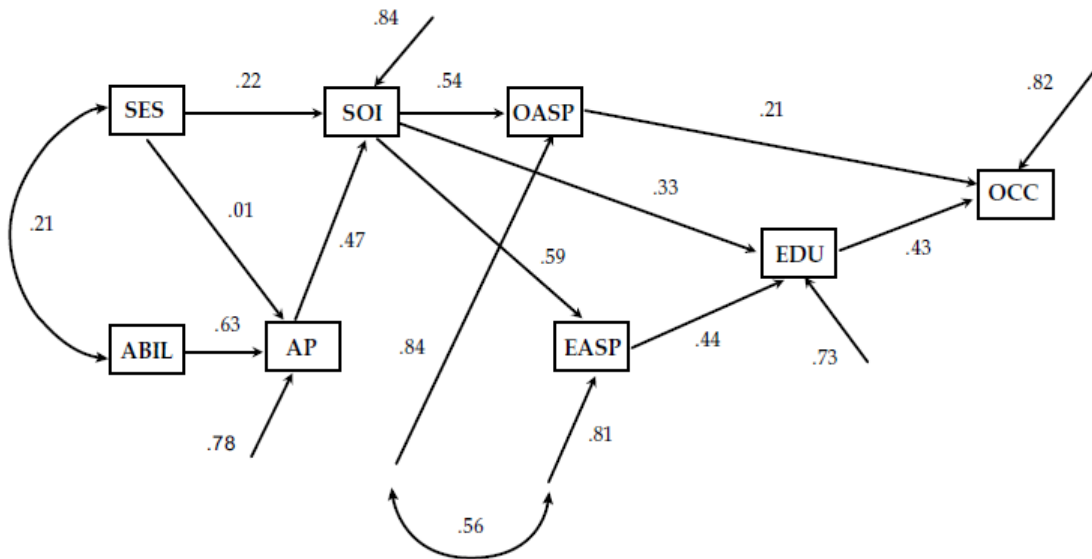 .84
.22
.54
.82
SES
SOI
OASP
.21
OCC
.21
.01
.47
.33
.59
EDU
.43
.63
ABIL
AP
.84
EASP
.44
.73
.78
.81
.56